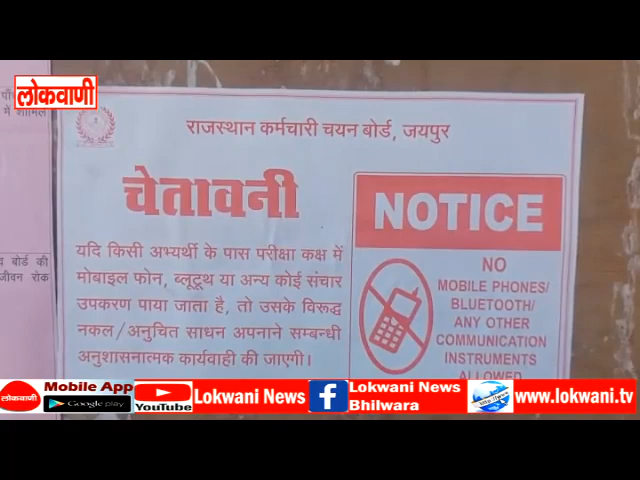 लोकवाणी
में शामिल
बोर्ड की
जीवन रोक
राजस्थान कर्मचारी चयन बोर्ड, जयपुर
चेतावनी
यदि किसी अभ्यर्थी के पास परीक्षा कक्ष में
मोबाइल फोन, ब्लूटूथ या अन्य कोई संचार
उपकरण पाया जाता है, तो उसके विरूद्ध
नकल/अनुचित साधन अपनाने सम्बन्धी
अनुशासनात्मक कार्यवाही की जाएगी।
NOTICE
NO
MOBILE PHONES/
BLUETOOTH/
ANY OTHER
COMMUNICATION
INSTRUMENTS
ALLOWED
लोकवाणी
Mobile App
Google play
YouTube
Lokwani News
Lokwani News
Bhilwara
www.lokwani.tv